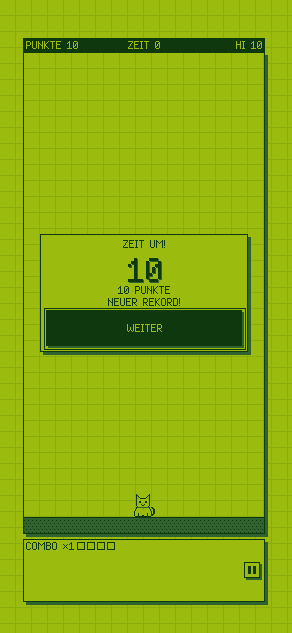 PUNKTE 10 ZEIT 0 HI 10
ZEIT UM!
10
10 PUNKTE
NEUER REKORD!
WEITER
COMBO ×1